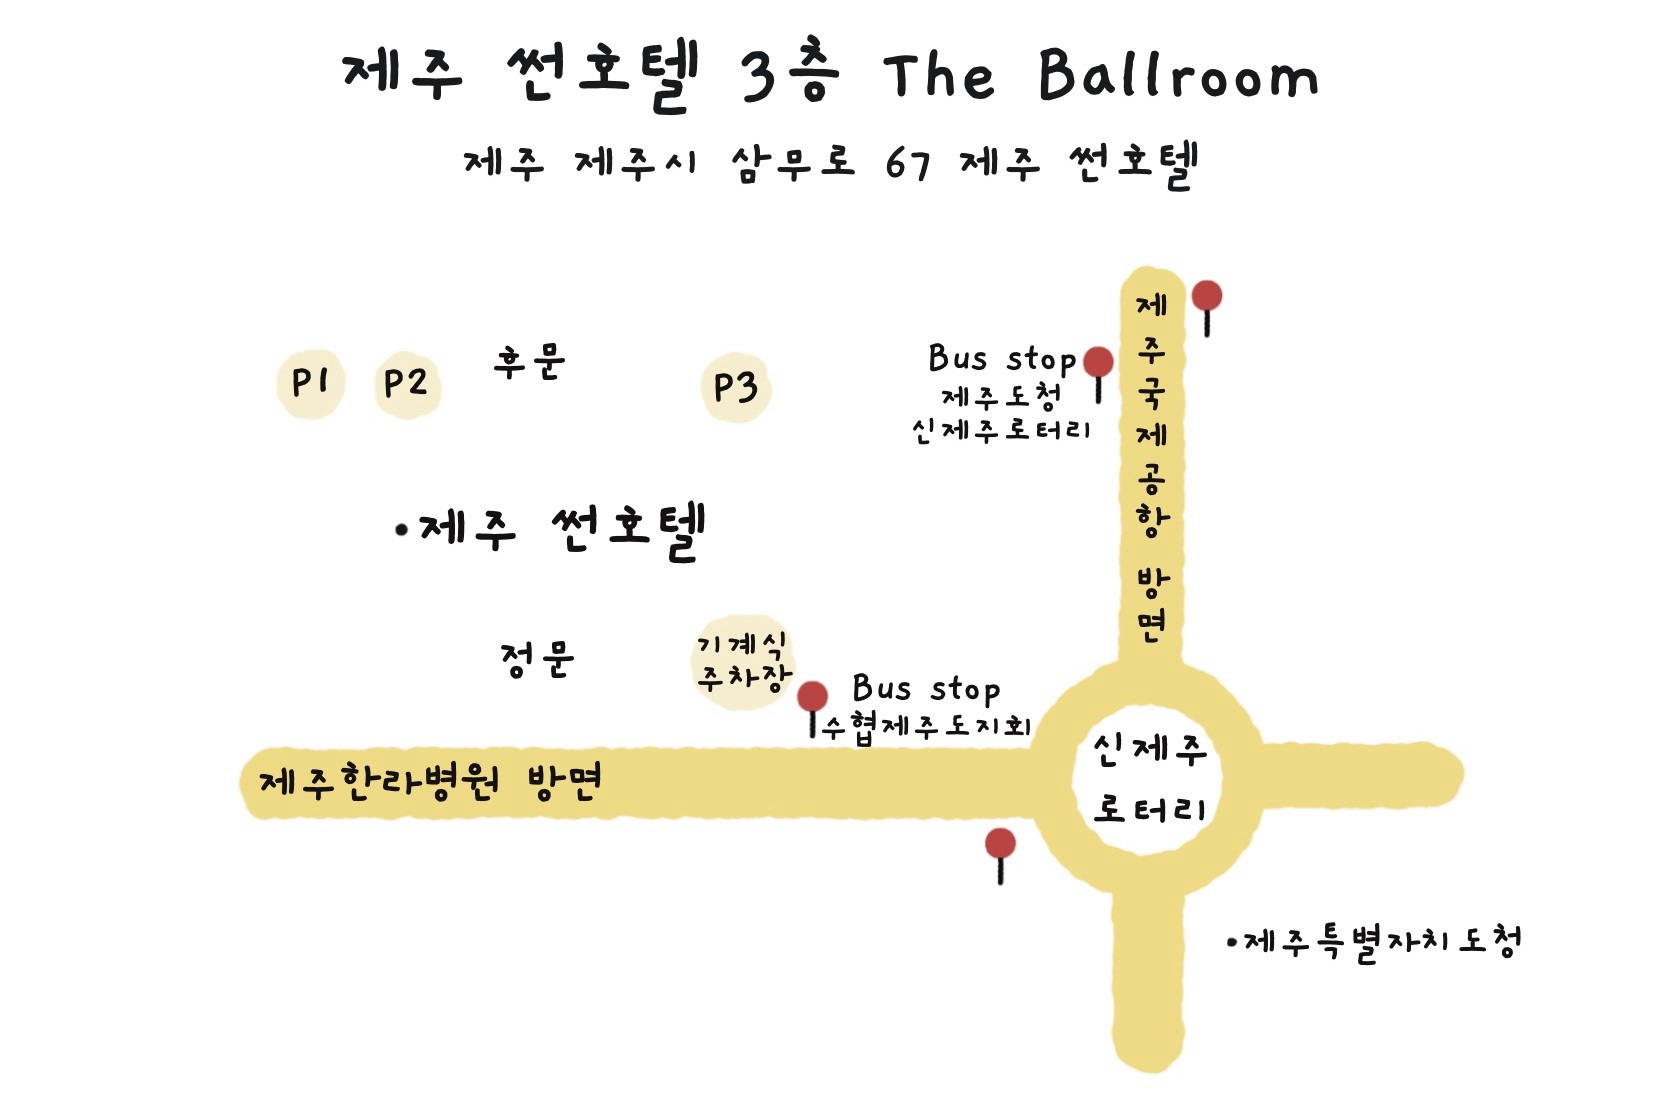 제주 썬호텔 3층 The Ballroom
제주 제주시 삼무로 67 제주 썬호텔
P1
P2
후문
P3
Bus stop
제주도청
신제주로터리
제주국제공항 방면
•제주 썬호텔
정문
기계식
주차장
Bus stop
수협제주도지회
제주한라병원 방면
신제주
로터리
•제주특별자치도청